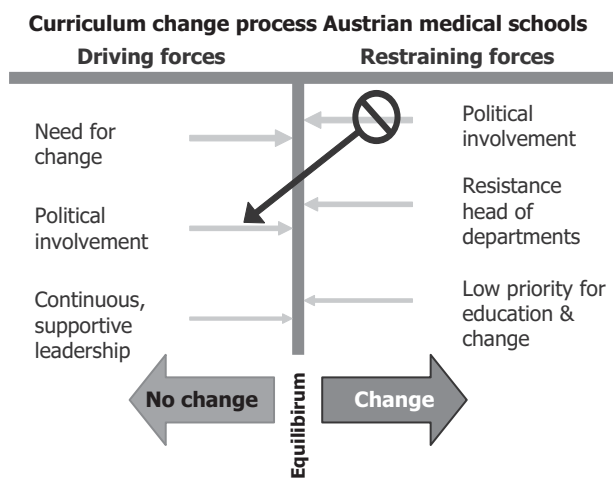 Curriculum change process Austrian medical schools
Driving forces
Restraining forces
Need for
change
Political
involvement
Political
involvement
Resistance
head of
departments
Continuous,
supportive
leadership
Low priority for
education &
change
No change
Equilibirum
Change